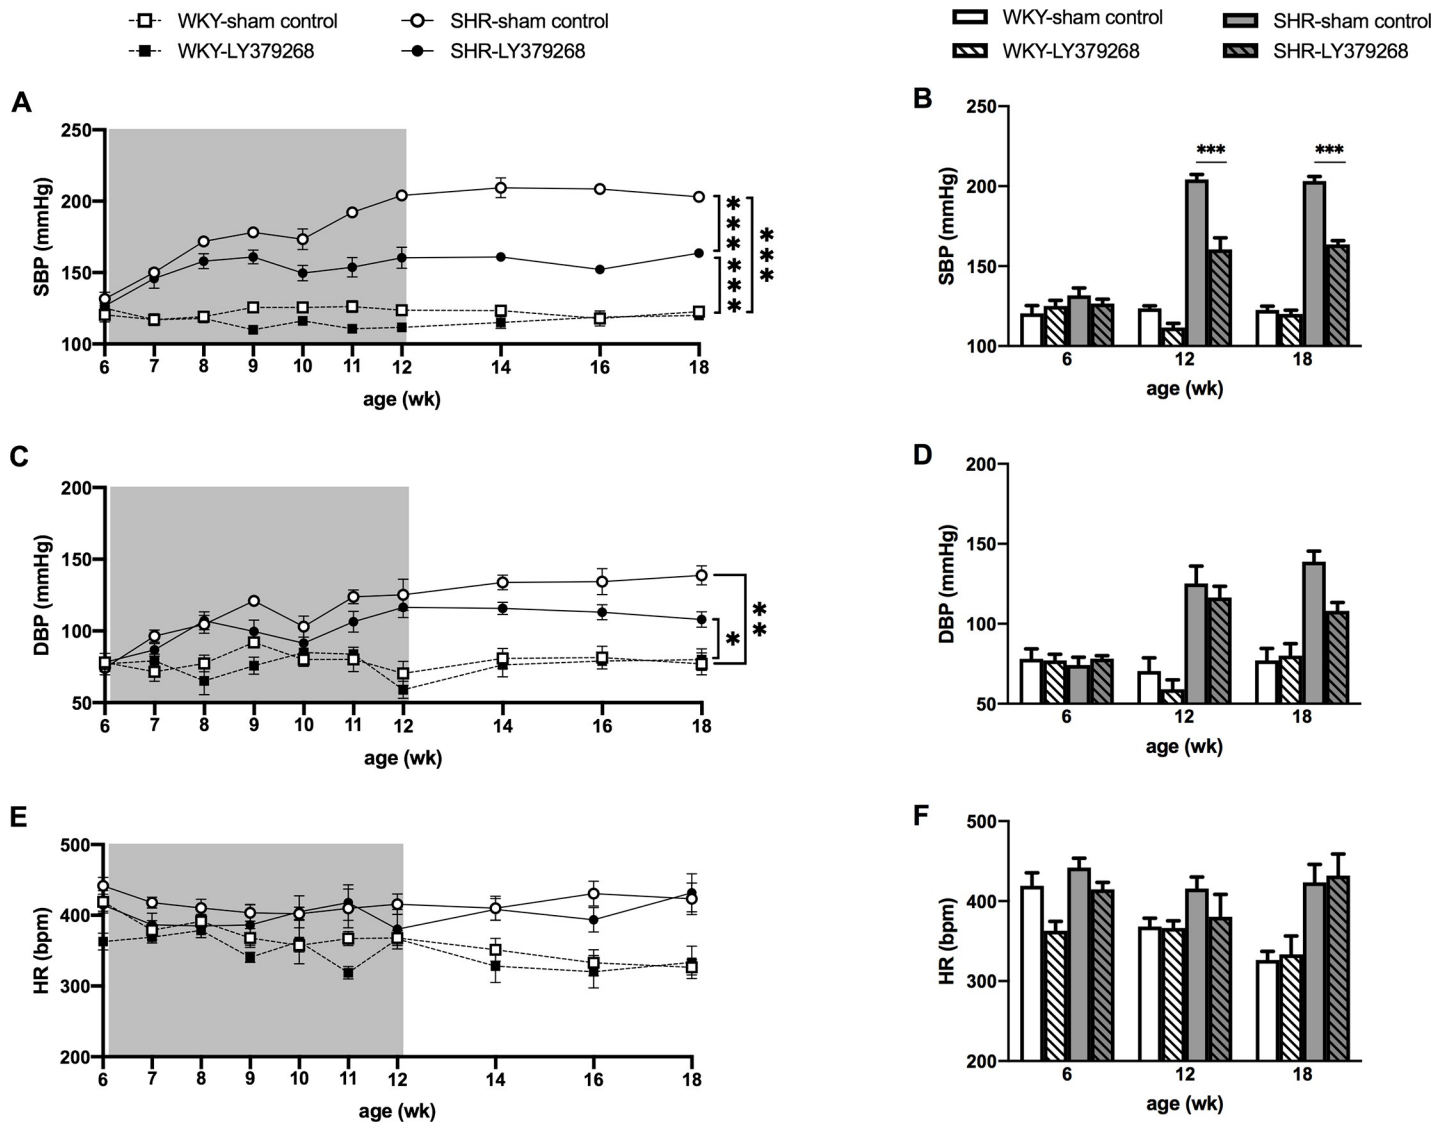 WKY-sham control
SHR-sham control
WKY-LY379268
SHR-LY379268
WKY-sham control
SHR-sham control
WKY-LY379268
SHR-LY379268
A
SBP (mmHg)
250
200
150
100
6 7 8 9 10 11 12 14 16 18
age (wk)
***
***
***
B
SBP (mmHg)
250
200
150
100
*** ***
6 12 18
age (wk)
C
DBP (mmHg)
200
150
100
50
6 7 8 9 10 11 12 14 16 18
age (wk)
*
**
D
DBP (mmHg)
200
150
100
50
6 12 18
age (wk)
E
HR (bpm)
500
400
300
200
6 7 8 9 10 11 12 14 16 18
age (wk)
F
HR (bpm)
500
400
300
200
6 12 18
age (wk)